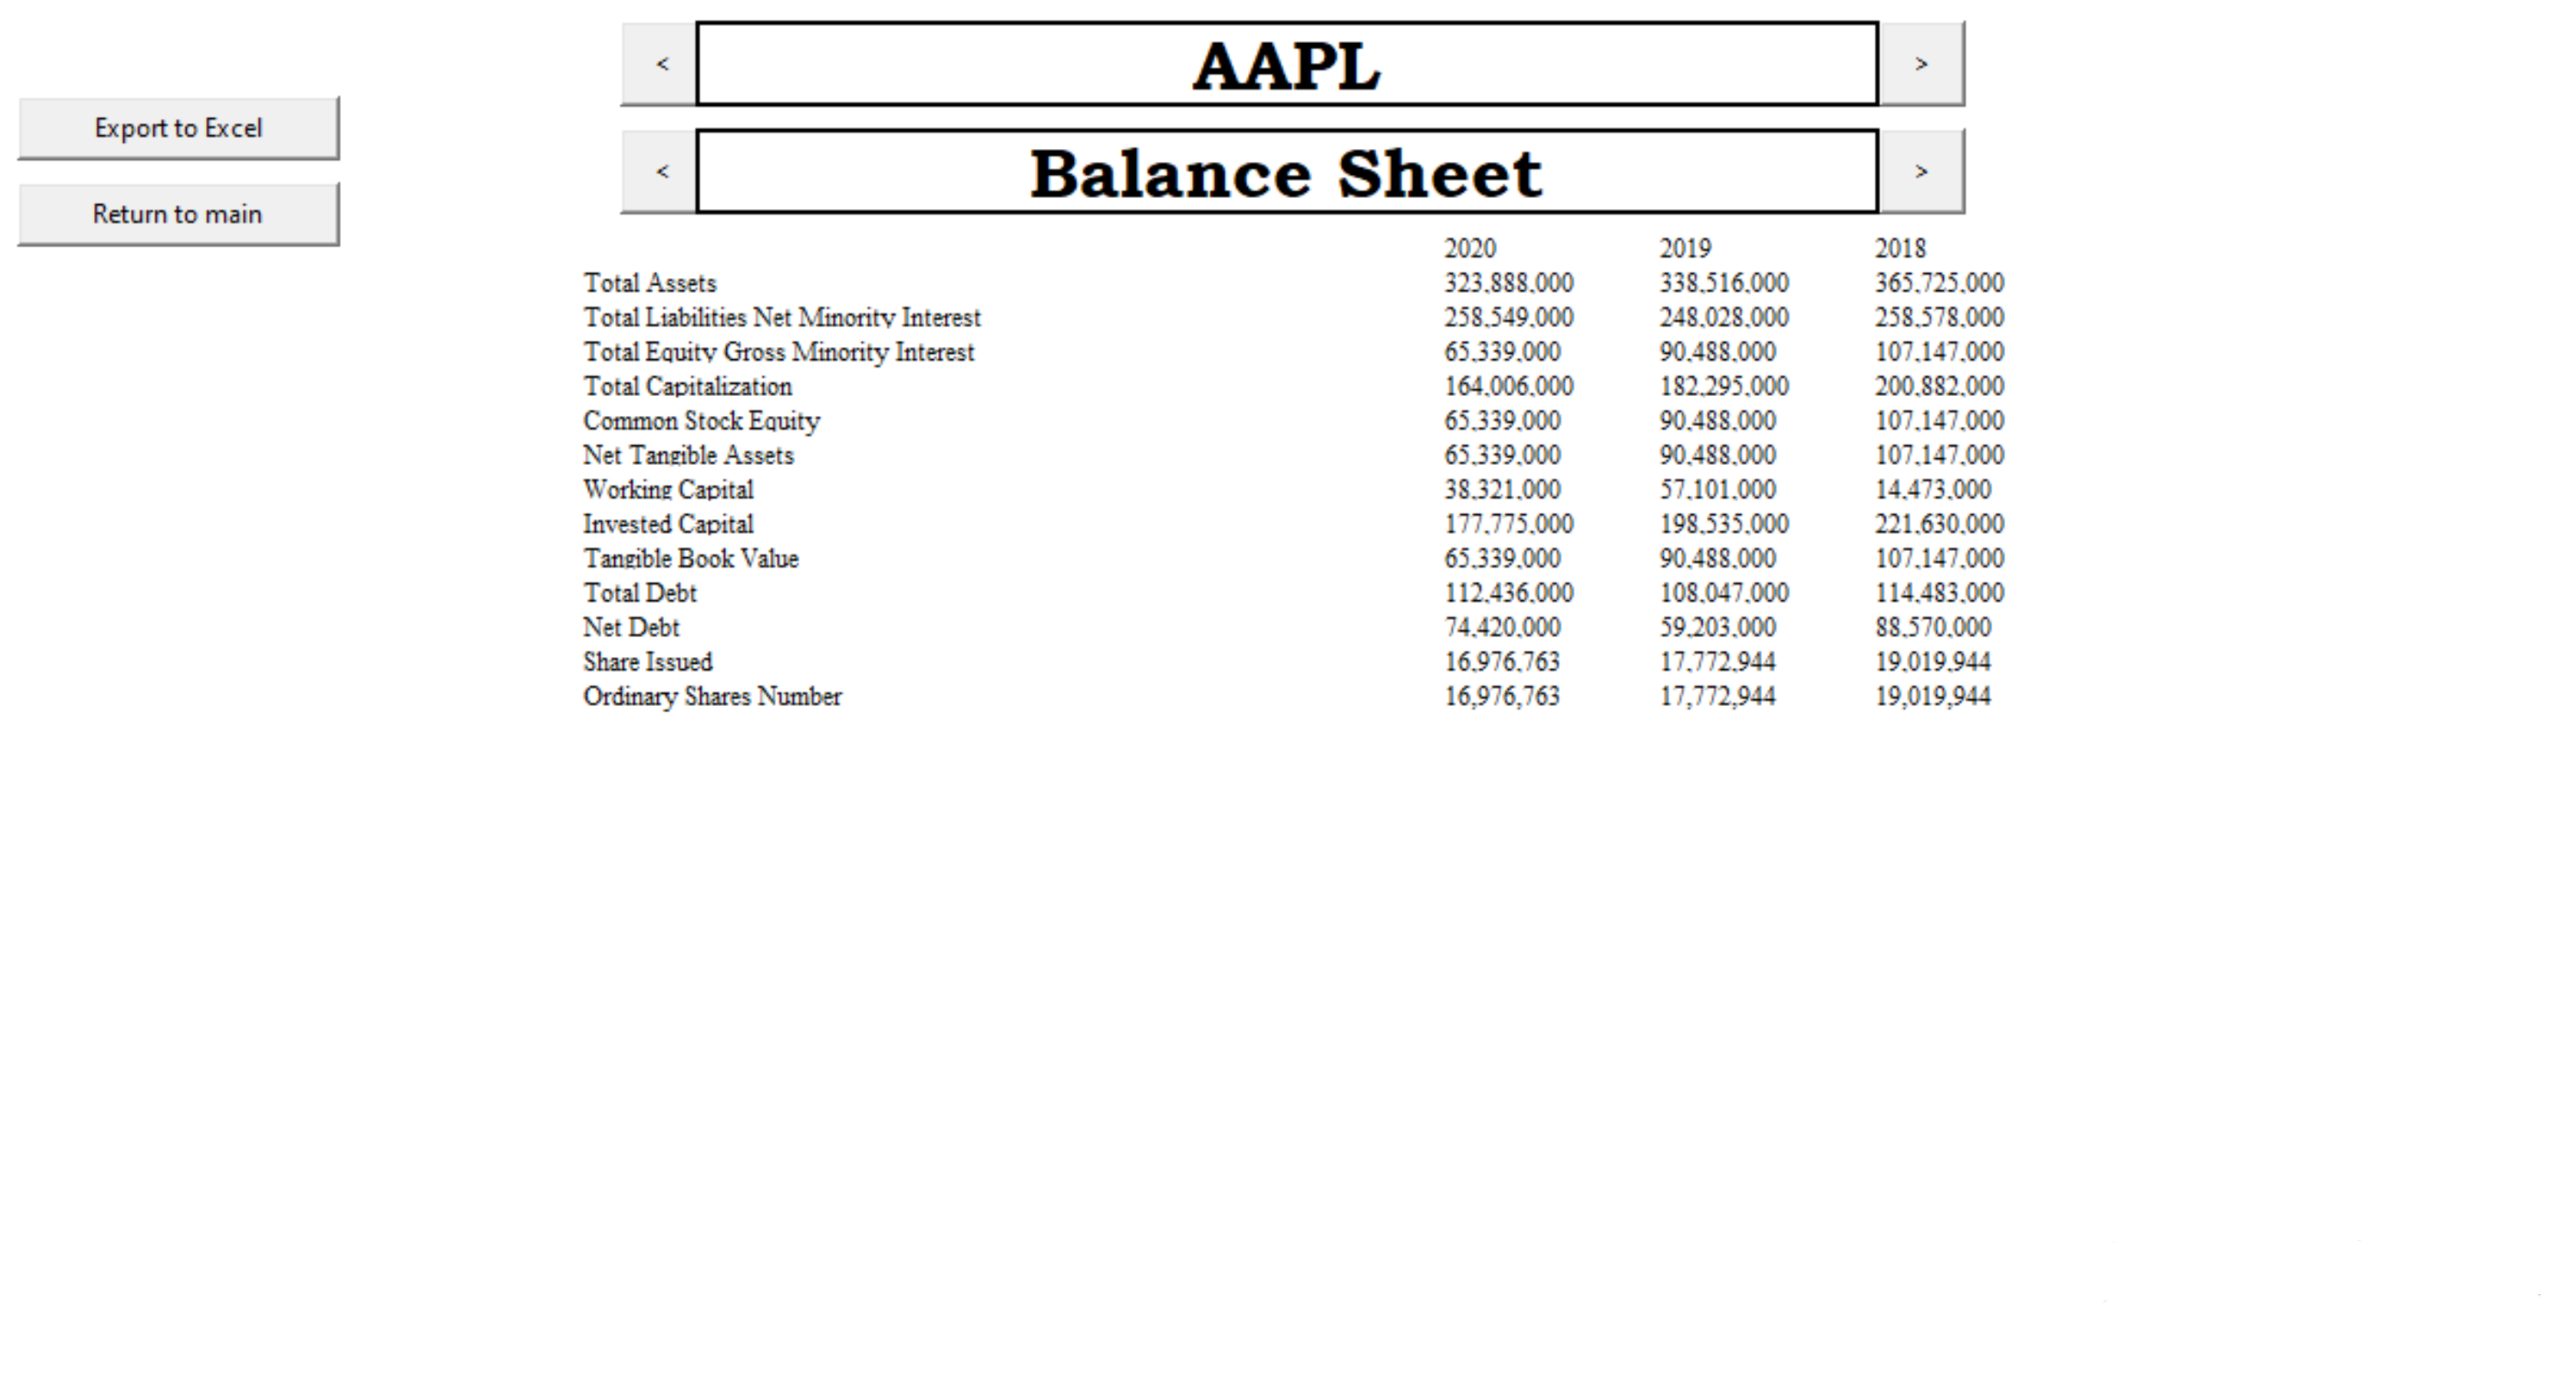 < AAPL >
Export to Excel
< Balance Sheet >
Return to main
2020 2019 2018
Total Assets 323,888,000 338,516,000 365,725,000
Total Liabilities Net Minority Interest 258,549,000 248,028,000 258,578,000
Total Equity Gross Minority Interest 65,339,000 90,488,000 107,147,000
Total Capitalization 164,006,000 182,295,000 200,882,000
Common Stock Equity 65,339,000 90,488,000 107,147,000
Net Tangible Assets 65,339,000 90,488,000 107,147,000
Working Capital 38,321,000 57,101,000 14,473,000
Invested Capital 177,775,000 198,535,000 221,630,000
Tangible Book Value 65,339,000 90,488,000 107,147,000
Total Debt 112,436,000 108,047,000 114,483,000
Net Debt 74,420,000 59,203,000 88,570,000
Share Issued 16,976,763 17,772,944 19,019,944
Ordinary Shares Number 16,976,763 17,772,944 19,019,944